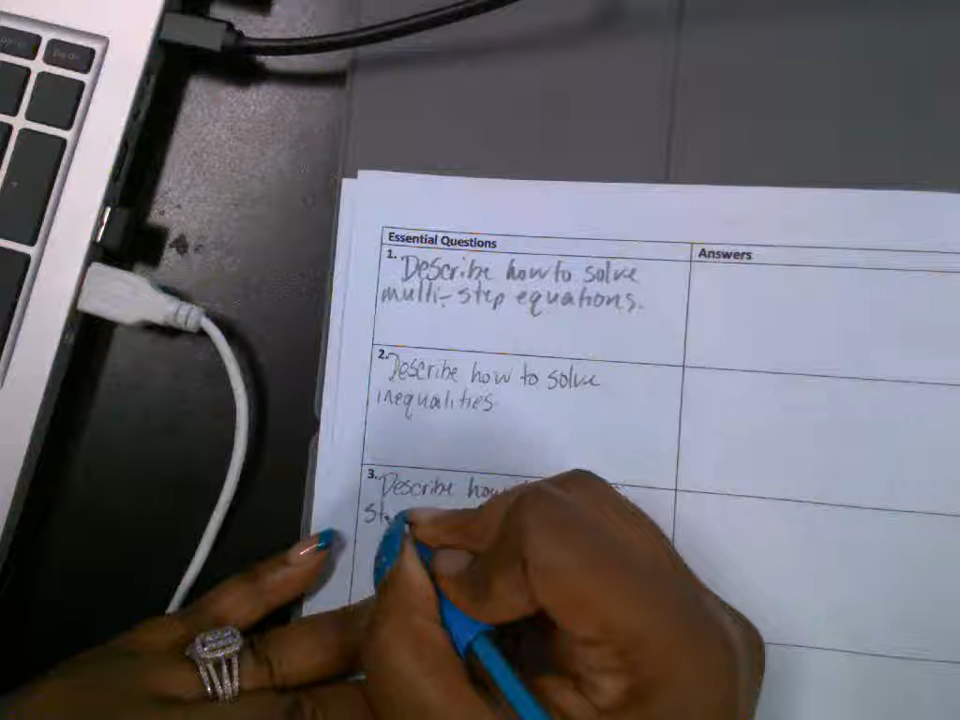 Essential Questions
Answers
1. Describe how to solve
multi-step equations.
2. Describe how to solve
inequalities
3. Describe how